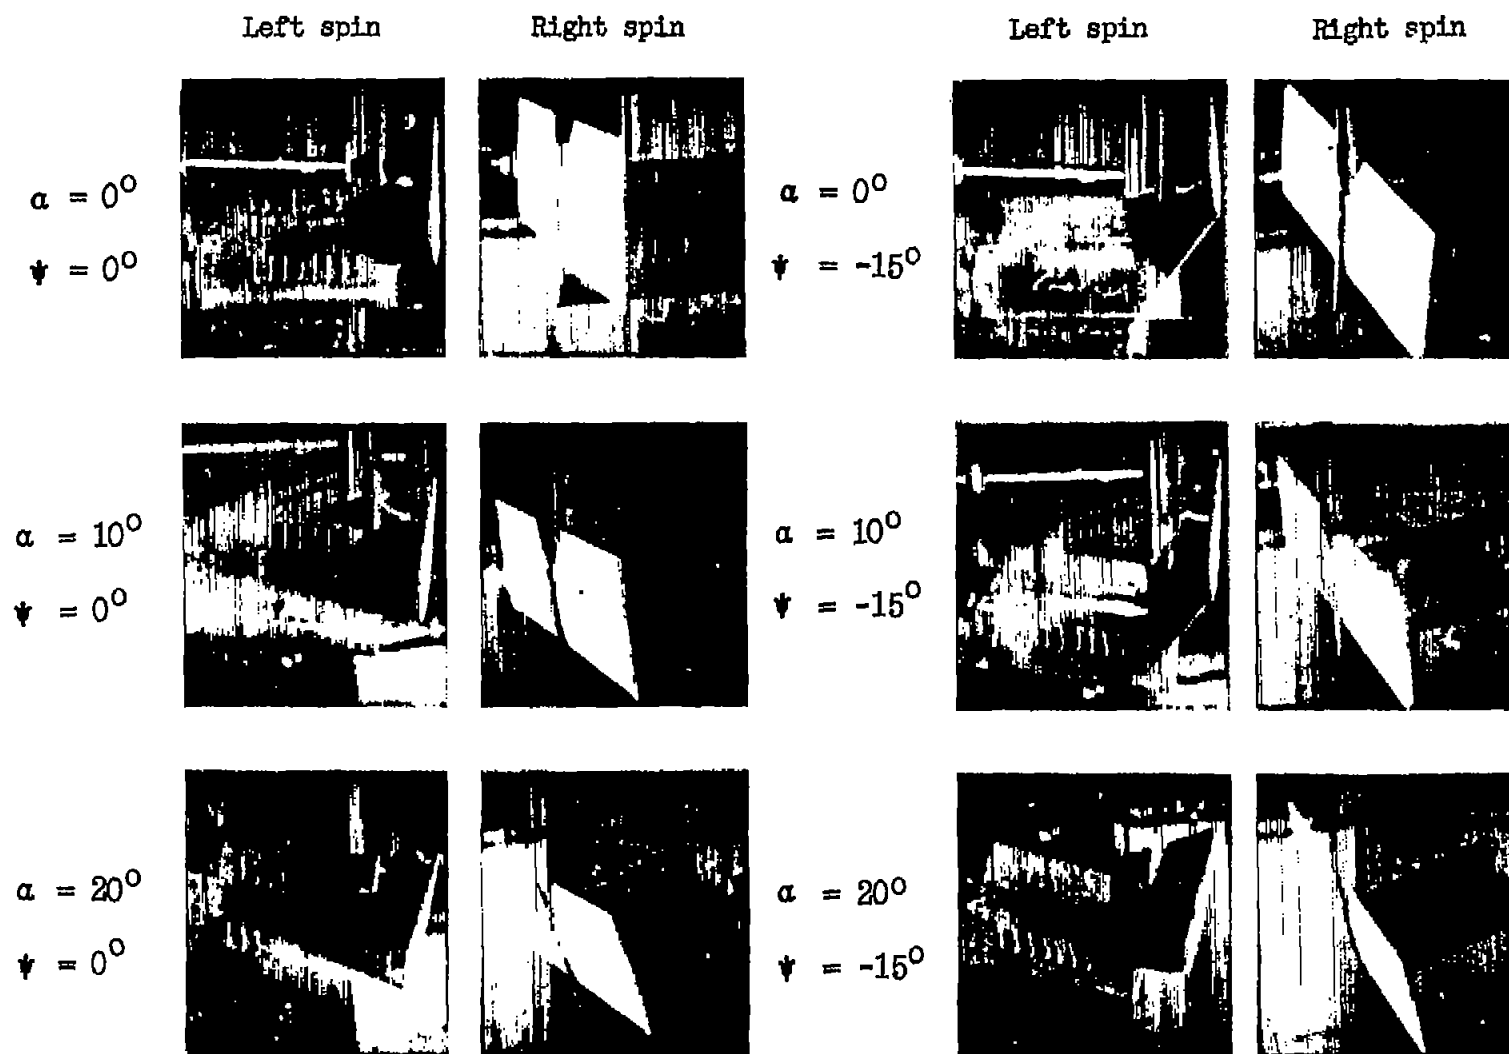 Left spin Right spin Left spin Right spin
α = 0° α = 0°
ψ = 0° ψ = -15°
α = 10° α = 10°
ψ = 0° ψ = -15°
α = 20° α = 20°
ψ = 0° ψ = -15°